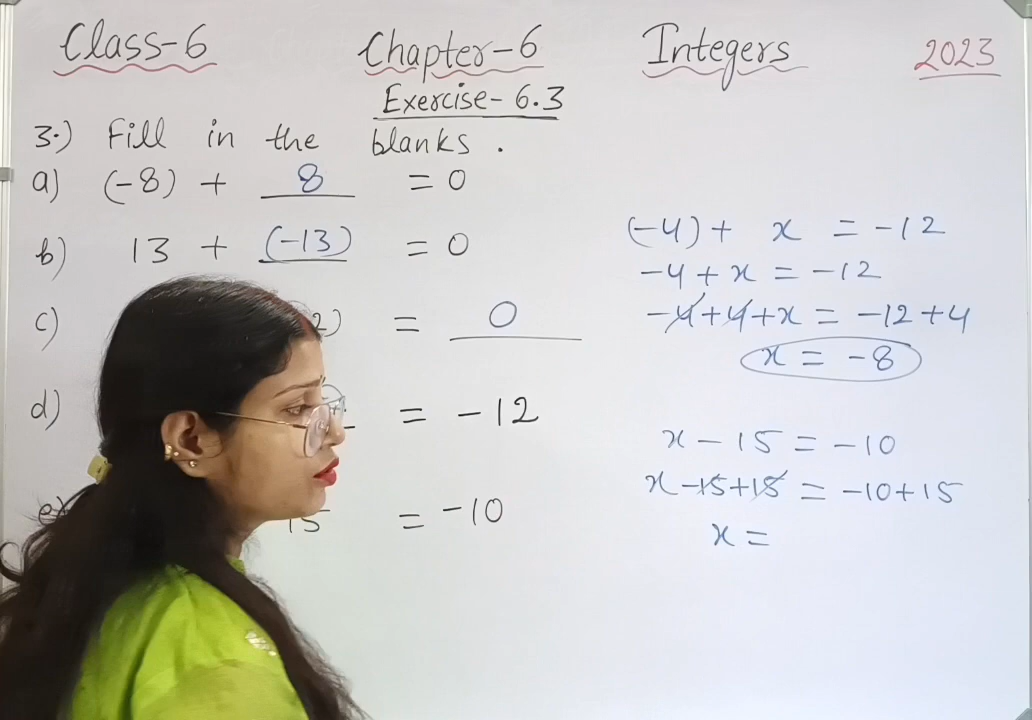 Class-6 Chapter-6 Integers 2023
Exercise-6.3
3.) Fill in the blanks.
a) (-8) + 8 = 0
b) 13 + (-13) = 0
c) 2) = 0
d) = -12
15 = -10
(-4) + x = -12
-4 + x = -12
-4+4+x = -12+4
x = -8
x - 15 = -10
x-15+15 = -10+15
x =